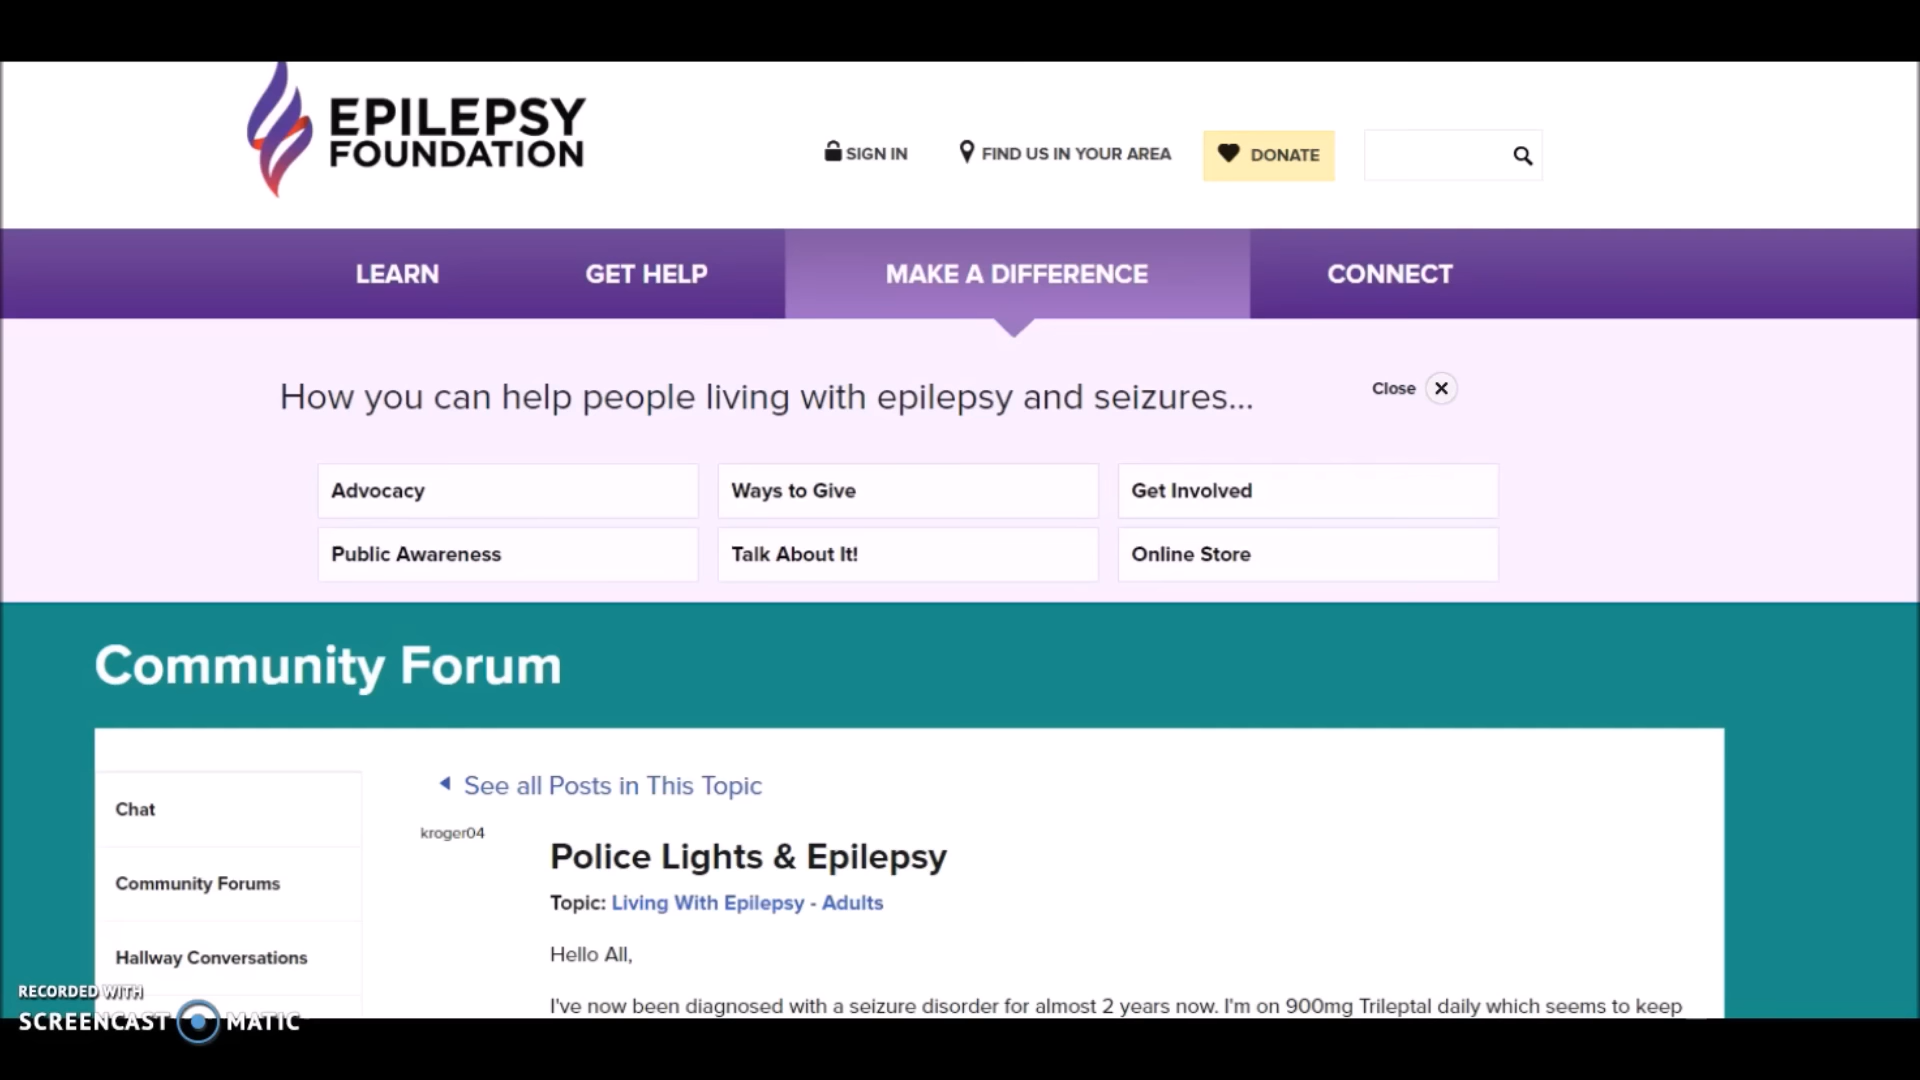 EPILEPSY
FOUNDATION
SIGN IN
FIND US IN YOUR AREA
DONATE
LEARN
GET HELP
MAKE A DIFFERENCE
CONNECT
How you can help people living with epilepsy and seizures...
Close
Advocacy
Ways to Give
Get Involved
Public Awareness
Talk About It!
Online Store
Community Forum
Chat
Community Forums
Hallway Conversations
See all Posts in This Topic
kroger04
Police Lights & Epilepsy
Topic: Living With Epilepsy - Adults
Hello All,
I've now been diagnosed with a seizure disorder for almost 2 years now. I'm on 900mg Trileptal daily which seems to keep
RECORDED WITH
SCREENCAST MATIC